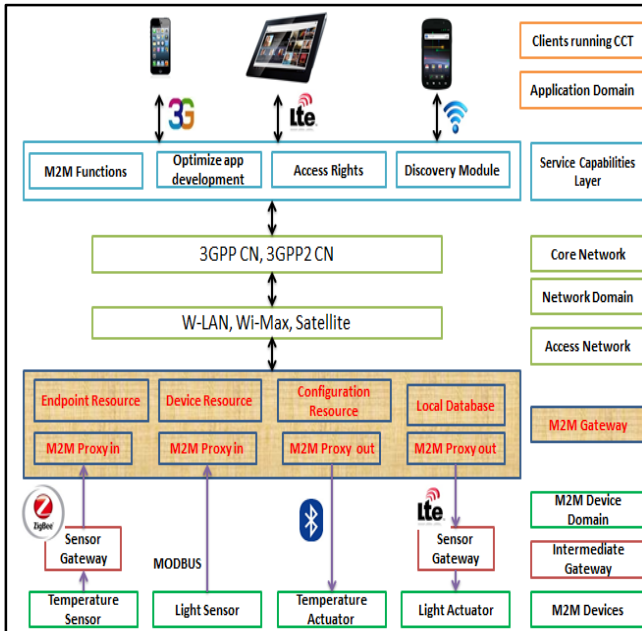 Clients running CCT
Application Domain
3G
Lte
M2M Functions
Optimize app
development
Access Rights
Discovery Module
Service Capabilities
Layer
3GPP CN, 3GPP2 CN
Core Network
Network Domain
W-LAN, Wi-Max, Satellite
Access Network
Endpoint Resource
Device Resource
Configuration
Resource
Local Database
M2M Proxy in
M2M Proxy in
M2M Proxy out
M2M Proxy out
M2M Gateway
ZigBee
Sensor
Gateway
MODBUS
Lte
Sensor
Gateway
M2M Device
Domain
Intermediate
Gateway
Temperature
Sensor
Light Sensor
Temperature
Actuator
Light Actuator
M2M Devices